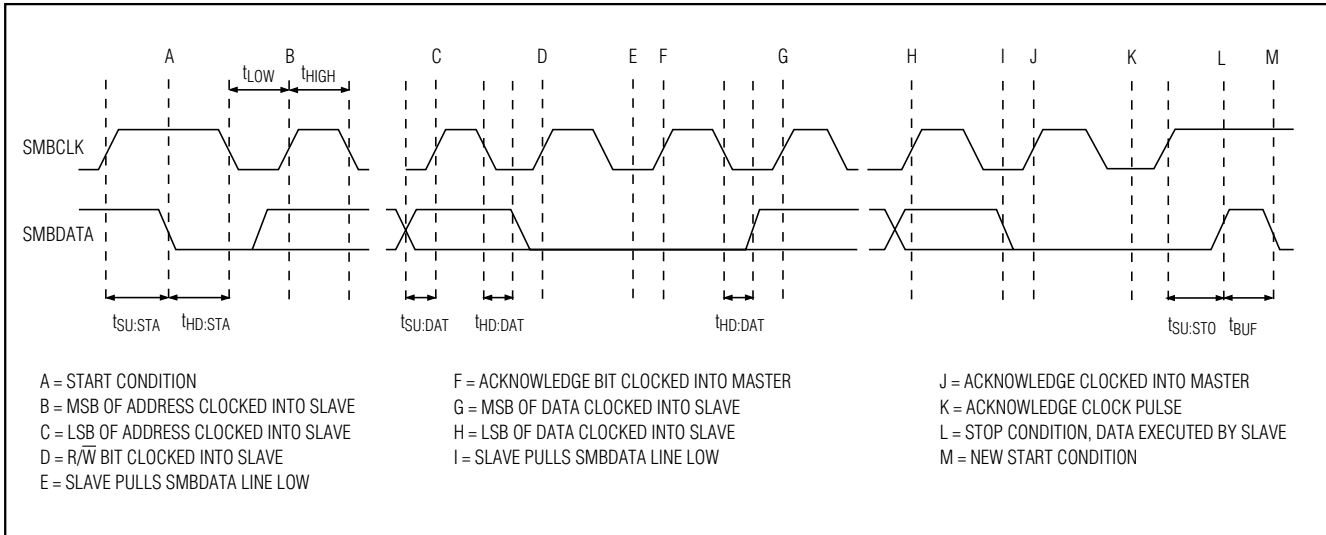 A B C D E F G H I J K L M
tLOW tHIGH
SMBCLK
SMBDATA
tSU:STA tHD:STA tSU:DAT tHD:DAT tHD:DAT tSU:STO tBUF
A = START CONDITION
B = MSB OF ADDRESS CLOCKED INTO SLAVE
C = LSB OF ADDRESS CLOCKED INTO SLAVE
D = R/W̅ BIT CLOCKED INTO SLAVE
E = SLAVE PULLS SMBDATA LINE LOW
F = ACKNOWLEDGE BIT CLOCKED INTO MASTER
G = MSB OF DATA CLOCKED INTO SLAVE
H = LSB OF DATA CLOCKED INTO SLAVE
I = SLAVE PULLS SMBDATA LINE LOW
J = ACKNOWLEDGE CLOCKED INTO MASTER
K = ACKNOWLEDGE CLOCK PULSE
L = STOP CONDITION, DATA EXECUTED BY SLAVE
M = NEW START CONDITION